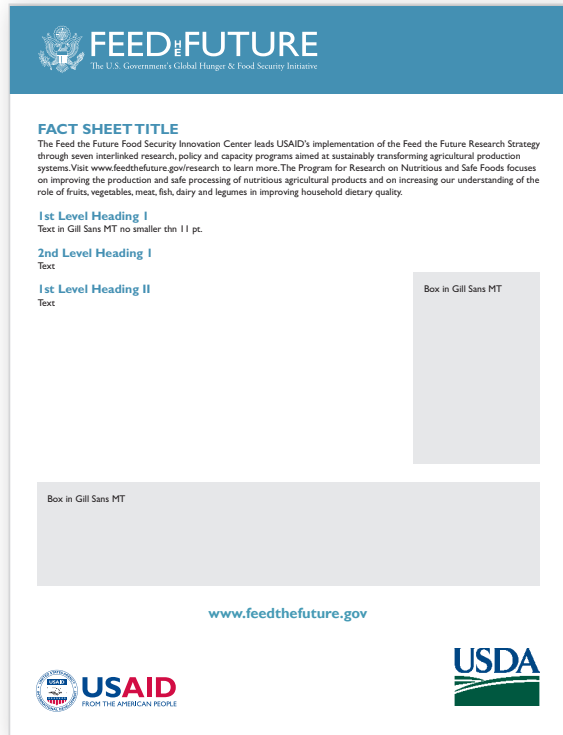 FEED THE FUTURE
The U.S. Government's Global Hunger & Food Security Initiative
FACT SHEET TITLE
The Feed the Future Food Security Innovation Center leads USAID's implementation of the Feed the Future Research Strategy
through seven interlinked research, policy and capacity programs aimed at sustainably transforming agricultural production
systems. Visit www.feedthefuture.gov/research to learn more. The Program for Research on Nutritious and Safe Foods focuses
on improving the production and safe processing of nutritious agricultural products and on increasing our understanding of the
role of fruits, vegetables, meat, fish, dairy and legumes in improving household dietary quality.
1st Level Heading 1
Text in Gill Sans MT no smaller thn 11 pt.
2nd Level Heading 1
Text
1st Level Heading II
Text
Box in Gill Sans MT
Box in Gill Sans MT
www.feedthefuture.gov
USAID
USAID
FROM THE AMERICAN PEOPLE
USDA